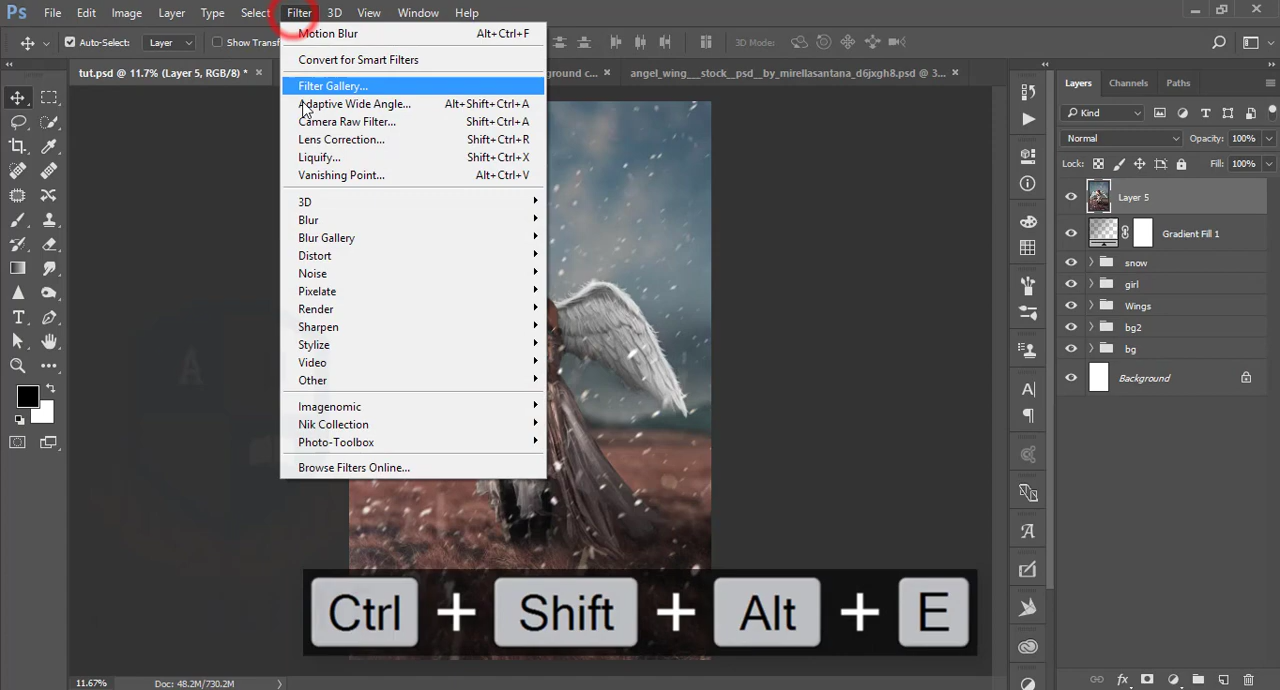 Ps File Edit Image Layer Type Select Filter 3D View Window Help
Auto-Select: Layer Show Transf 3D Mode:
tut.psd @ 11.7% (Layer 5, RGB/8) * × round c... × angel_wing___stock__psd__by_mirellasantana_d6jxgh8.psd @ 3... ×
Motion Blur Alt+Ctrl+F
Convert for Smart Filters
Filter Gallery...
Adaptive Wide Angle... Alt+Shift+Ctrl+A
Camera Raw Filter... Shift+Ctrl+A
Lens Correction... Shift+Ctrl+R
Liquify... Shift+Ctrl+X
Vanishing Point... Alt+Ctrl+V
3D
Blur
Blur Gallery
Distort
Noise
Pixelate
Render
Sharpen
Stylize
Video
Other
Imagenomic
Nik Collection
Photo-Toolbox
Browse Filters Online...
Layers Channels Paths
Kind
Normal Opacity: 100%
Lock: Fill: 100%
Layer 5
Gradient Fill 1
snow
girl
Wings
bg2
bg
Background
Ctrl + Shift + Alt + E
11.67% Doc: 48.2M/730.2M